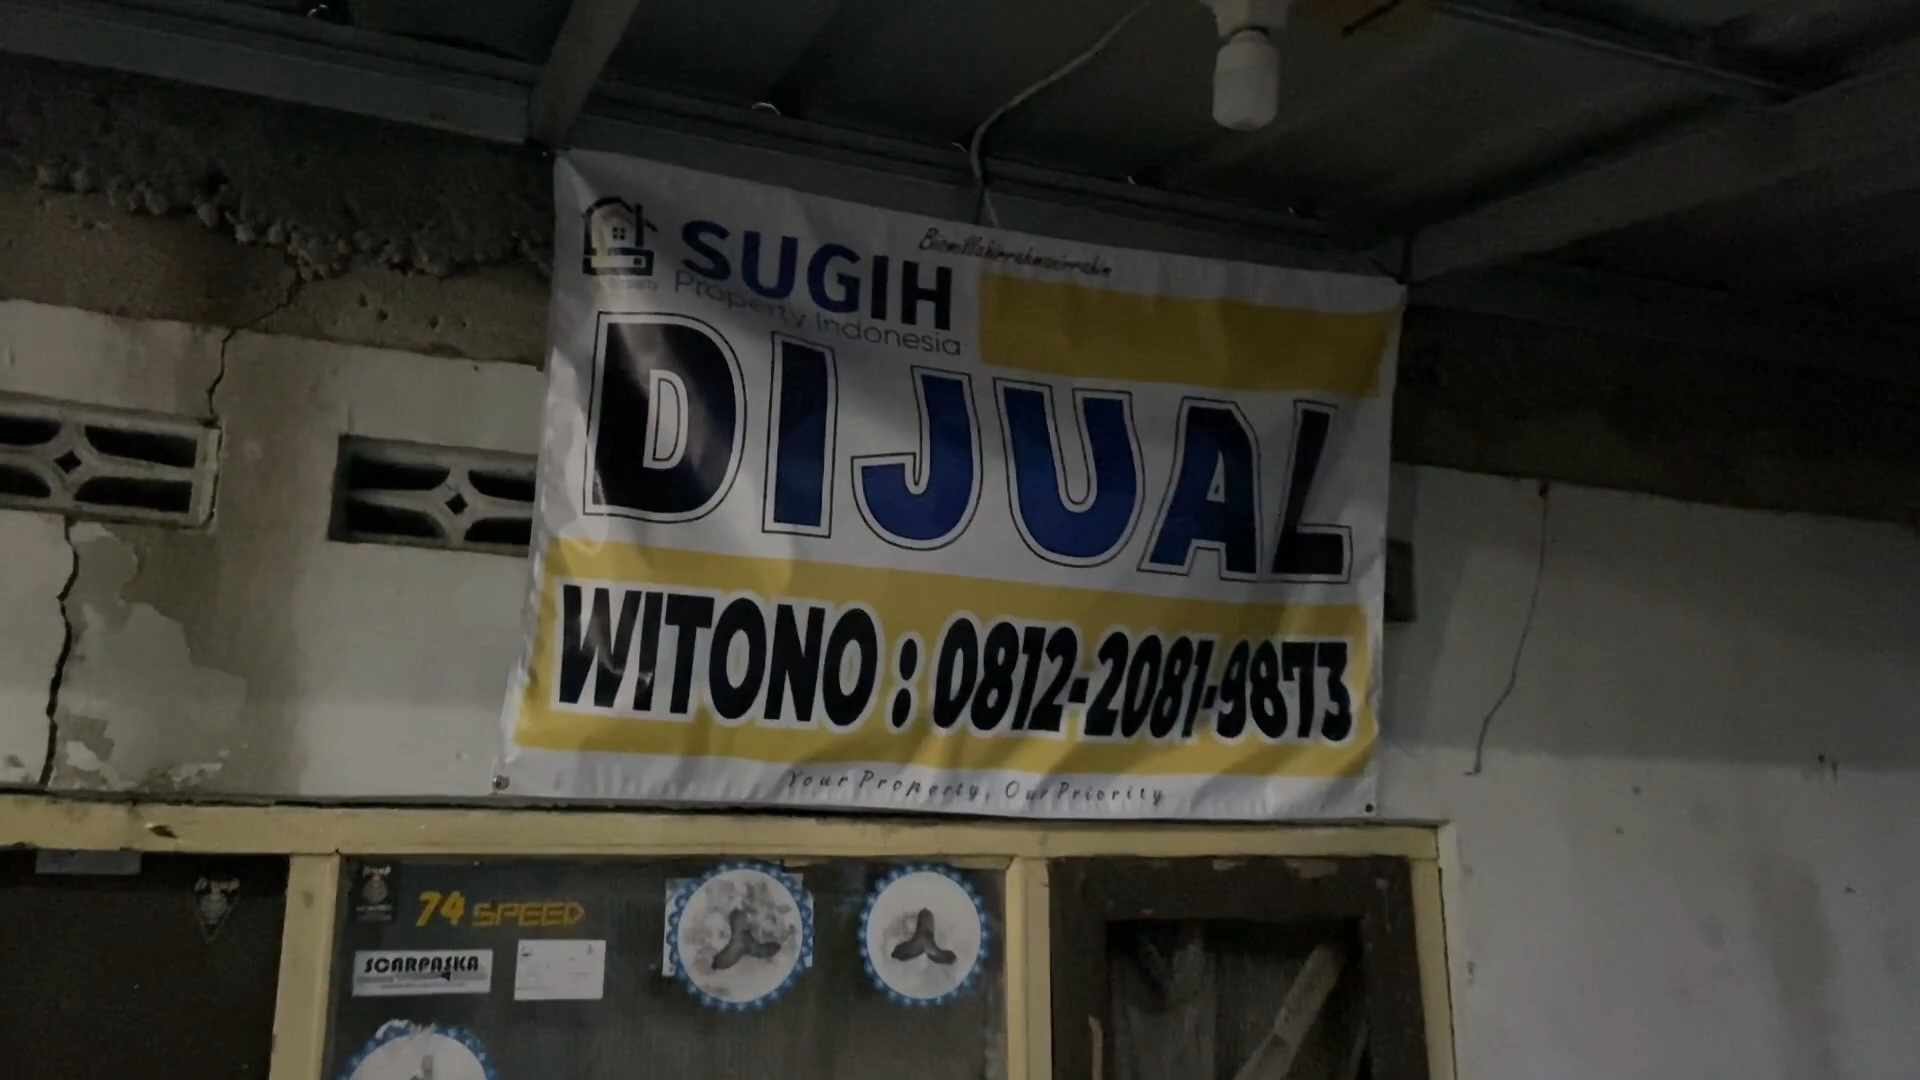 SUGIH
Bismillahirrahmanirrahim
Property Indonesia
DIJUAL
WITONO : 0812-2081-9873
Your Property, Our Priority
74 SPEED
SCARPASKA